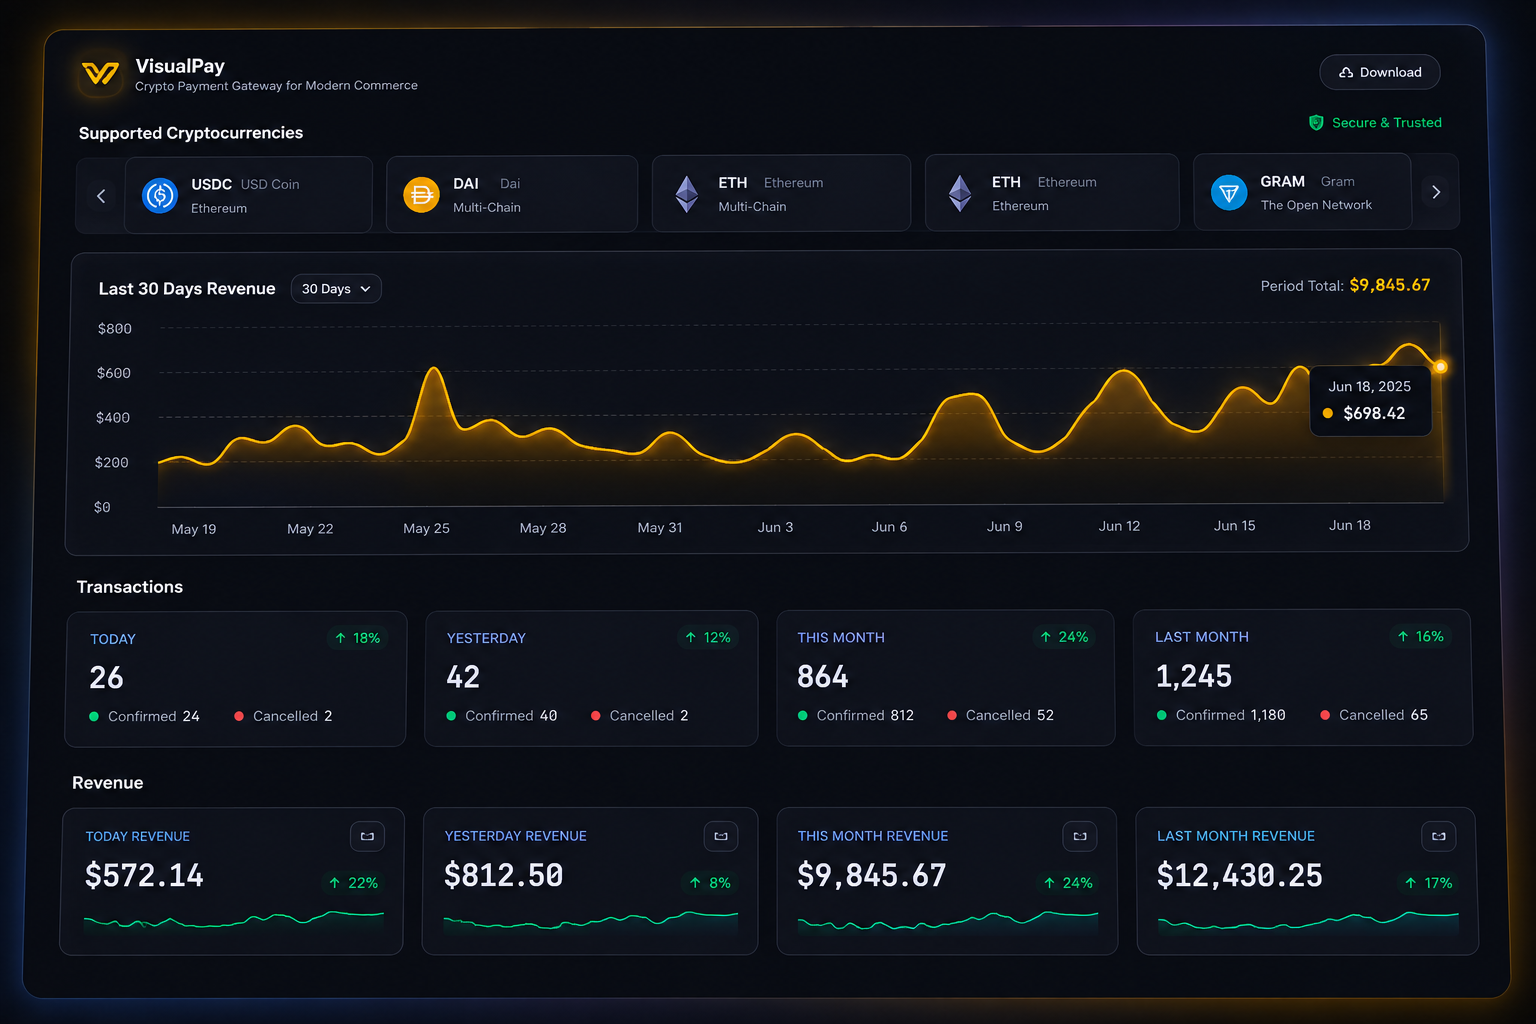 VisualPay
Crypto Payment Gateway for Modern Commerce
Download
Supported Cryptocurrencies
Secure & Trusted
USDC USD Coin
Ethereum
DAI Dai
Multi-Chain
ETH Ethereum
Multi-Chain
ETH Ethereum
Ethereum
GRAM Gram
The Open Network
Last 30 Days Revenue
30 Days
Period Total: $9,845.67
$800
$600
$400
$200
$0
Jun 18, 2025
$698.42
May 19 May 22 May 25 May 28 May 31 Jun 3 Jun 6 Jun 9 Jun 12 Jun 15 Jun 18
Transactions
TODAY ↑ 18%
26
Confirmed 24 Cancelled 2
YESTERDAY ↑ 12%
42
Confirmed 40 Cancelled 2
THIS MONTH ↑ 24%
864
Confirmed 812 Cancelled 52
LAST MONTH ↑ 16%
1,245
Confirmed 1,180 Cancelled 65
Revenue
TODAY REVENUE
$572.14
↑ 22%
YESTERDAY REVENUE
$812.50
↑ 8%
THIS MONTH REVENUE
$9,845.67
↑ 24%
LAST MONTH REVENUE
$12,430.25
↑ 17%